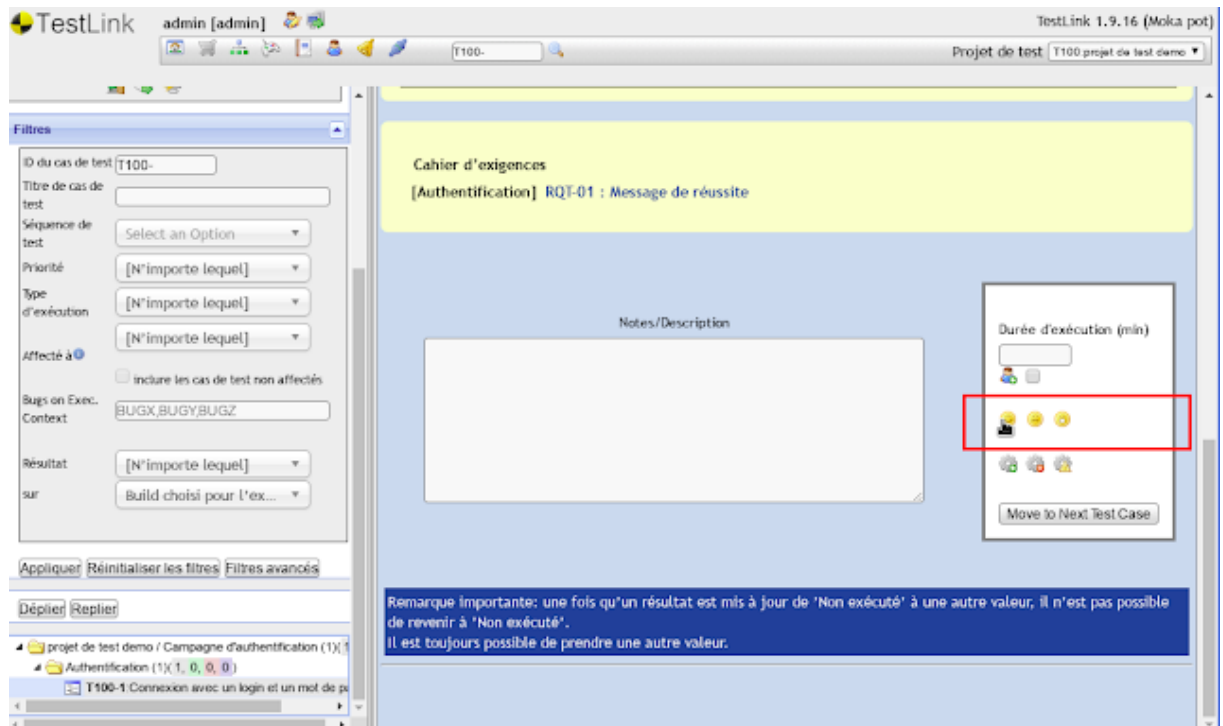 TestLink admin [admin] TestLink 1.9.16 (Moka pot)
T100- Projet de test T100:projet de test demo
Filtres
ID du cas de test T100-
Titre de cas de
test
Séquence de
test
Select an Option
Priorité [N'importe lequel]
Type
d'exécution
[N'importe lequel]
[N'importe lequel]
Affecté à
inclure les cas de test non affectés
Bugs on Exec.
Context
BUGX,BUGY,BUGZ
Résultat [N'importe lequel]
sur Build choisi pour l'ex...
Appliquer Réinitialiser les filtres Filtres avancés
Déplier Replier
projet de test demo / Campagne d'authentification (1)(
Authentification (1)( 1, 0, 0, 0 )
T100-1:Connexion avec un login et un mot de
Cahier d'exigences
[Authentification] RQT-01 : Message de réussite
Notes/Description
Durée d'exécution (min)
Move to Next Test Case
Remarque importante: une fois qu'un résultat est mis à jour de 'Non exécuté' à une autre valeur, il n'est pas possible
de revenir à 'Non exécuté'.
Il est toujours possible de prendre une autre valeur.